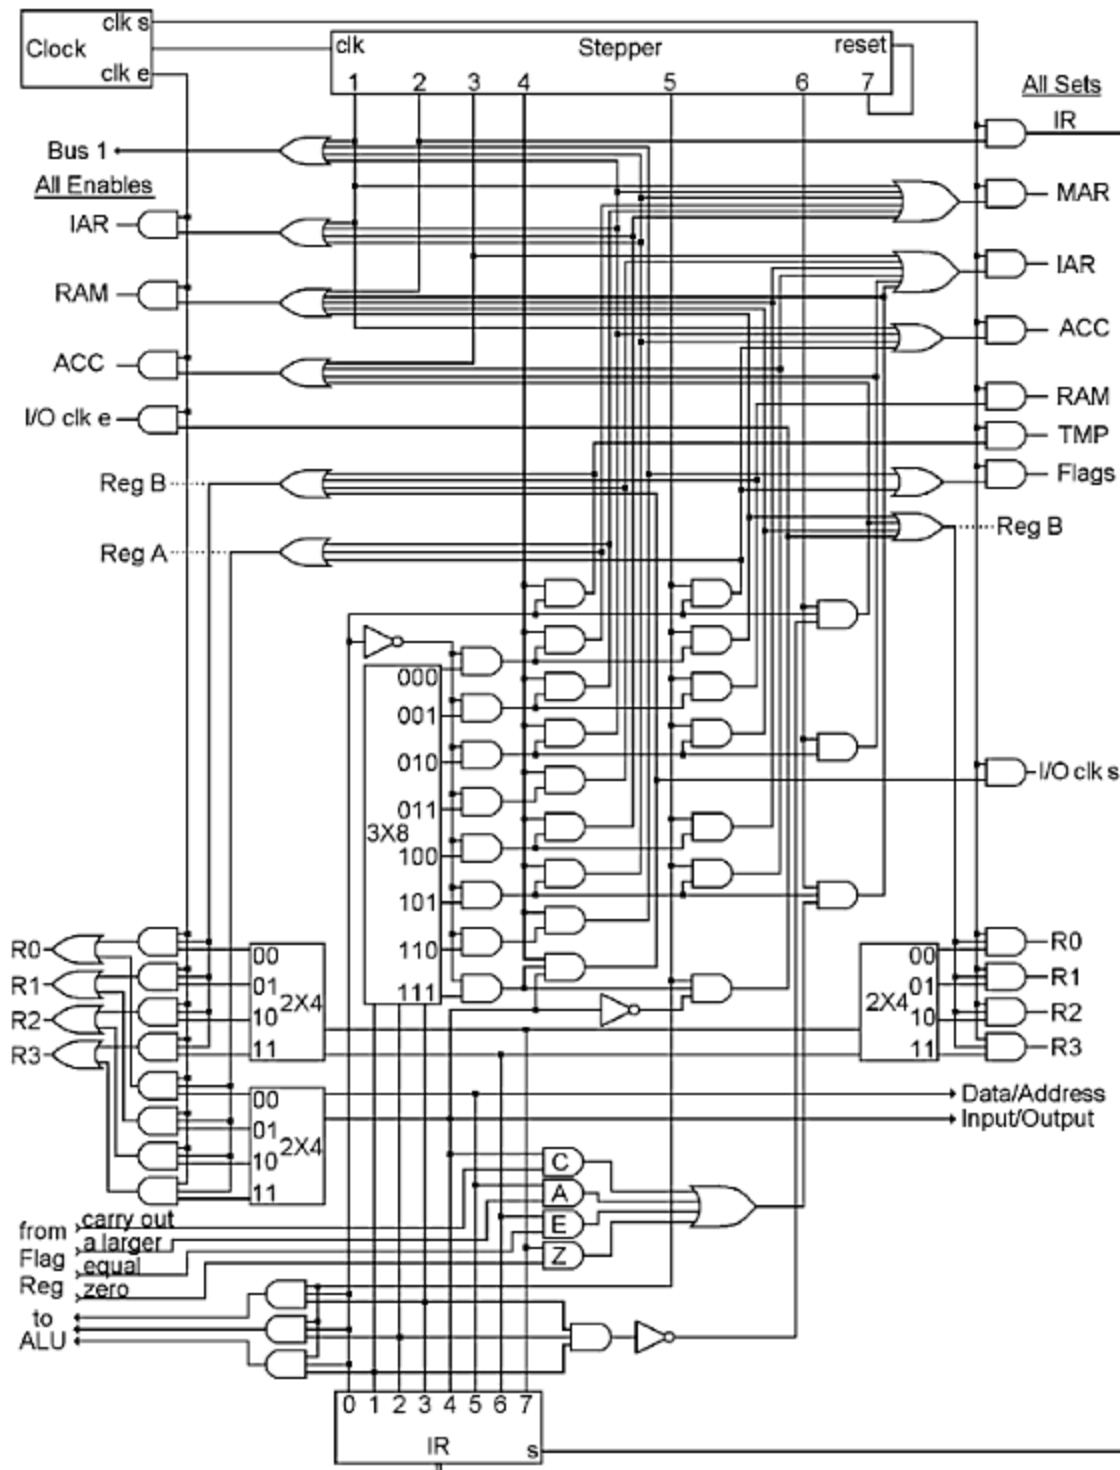 clk s
Clock
clk e
clk Stepper reset
1 2 3 4 5 6 7
All Sets
IR
Bus 1
All Enables
MAR
IAR
IAR
RAM
ACC
ACC
RAM
I/O clk e
TMP
Flags
Reg B
Reg B
Reg A
000
001
010
I/O clk s
011
3X8
100
101
110
111
R0
R1
R2
R3
00
01
2X4
10
11
00
01
2X4
10
11
R0
R1
R2
R3
00
01
2X4
10
11
Data/Address
Input/Output
C
A
E
Z
from
Flag
Reg
carry out
a larger
equal
zero
to
ALU
0 1 2 3 4 5 6 7
IR s